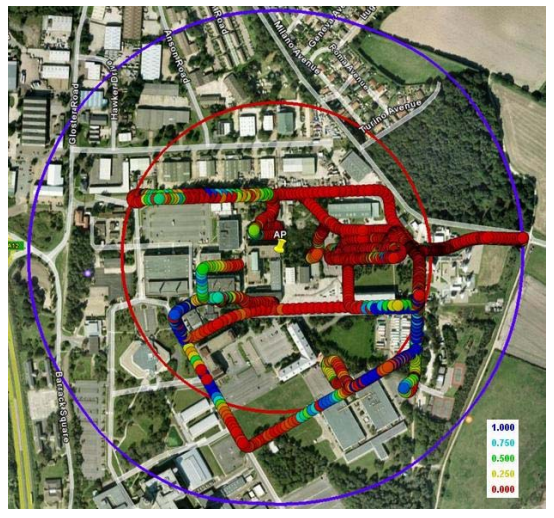 Milano Avenue
Anson Road
Hawker Drive
Gloster Road
Turino Avenue
AP
Barrack Square
1.000
0.750
0.500
0.250
0.000